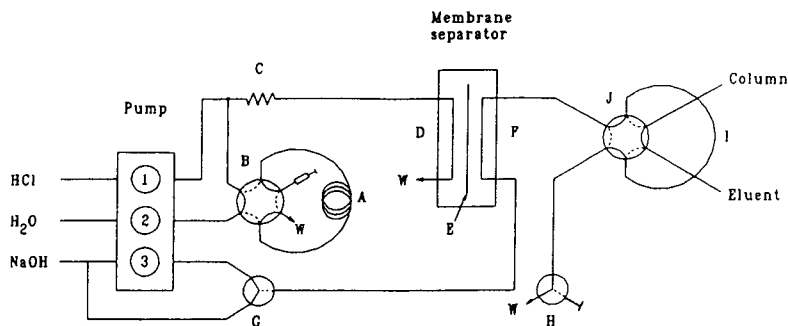 Membrane
separator
C
Column
J
Pump
D
F
I
B
HCl
1
W
A
H₂O
2
Eluent
W
E
NaOH
3
G
W
H